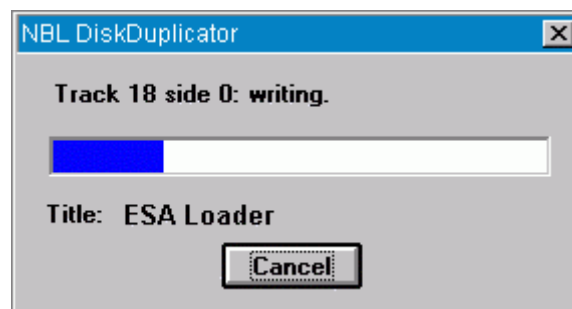 NBL DiskDuplicator
Track 18 side 0: writing.
Title: ESA Loader
Cancel